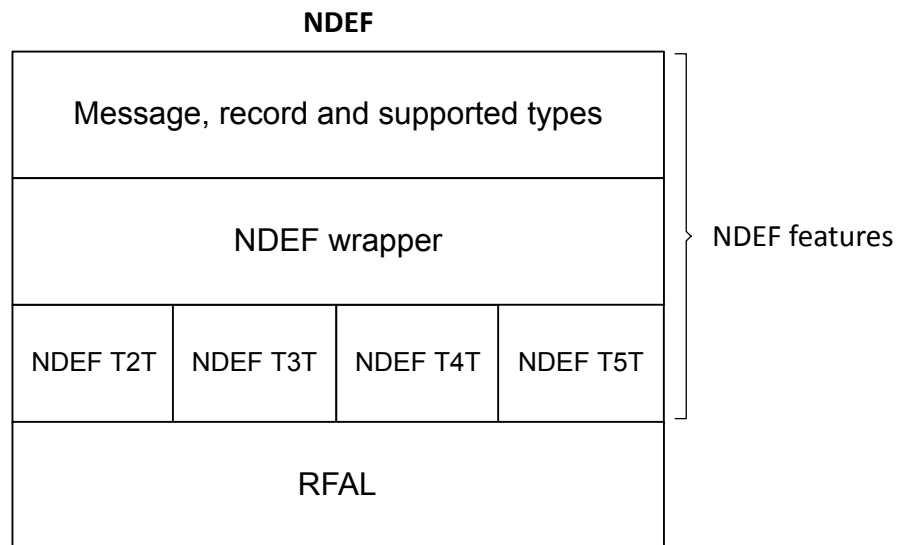 NDEF
Message, record and supported types
NDEF wrapper
NDEF features
NDEF T2T
NDEF T3T
NDEF T4T
NDEF T5T
RFAL